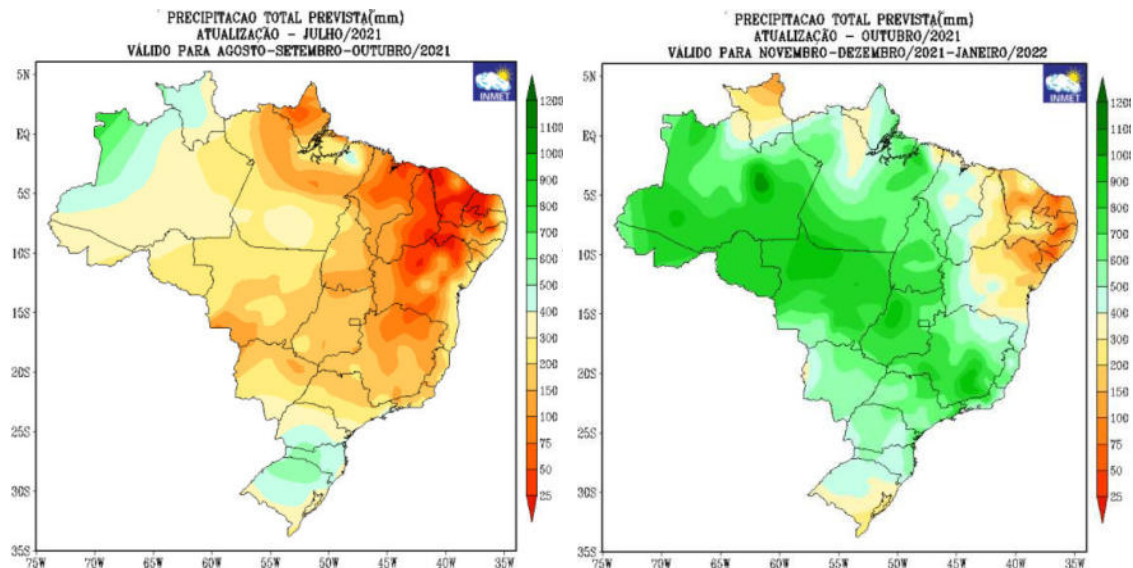 PRECIPITACAO TOTAL PREVISTA(mm)
ATUALIZAÇÃO - JULHO/2021
VÁLIDO PARA AGOSTO-SETEMBRO-OUTUBRO/2021
5N
EQ
5S
10S
15S
20S
25S
30S
35S
75W
70W
65W
60W
55W
50W
45W
40W
35W
INMET
1200
1100
1000
900
800
700
600
500
400
300
200
150
100
75
50
25
PRECIPITACAO TOTAL PREVISTA(mm)
ATUALIZAÇÃO - OUTUBRO/2021
VÁLIDO PARA NOVEMBRO-DEZEMBRO/2021-JANEIRO/2022
5N
EQ
5S
10S
15S
20S
25S
30S
35S
75W
70W
65W
60W
55W
50W
45W
40W
35W
INMET
1200
1100
1000
900
800
700
600
500
400
300
200
150
100
75
50
25